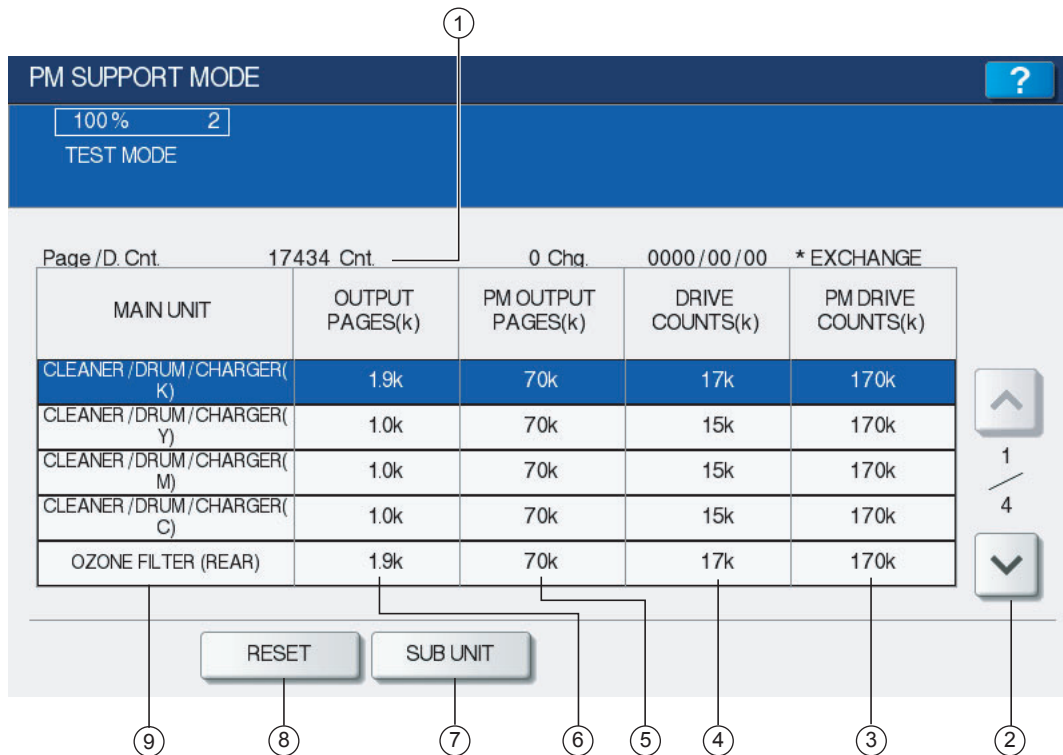 ①
PM SUPPORT MODE ?
100% 2
TEST MODE
Page /D. Cnt. 17434 Cnt. 0 Chg. 0000/00/00 * EXCHANGE
MAIN UNIT OUTPUT PAGES(k) PM OUTPUT PAGES(k) DRIVE COUNTS(k) PM DRIVE COUNTS(k)
CLEANER/DRUM/CHARGER(K) 1.9k 70k 17k 170k
CLEANER/DRUM/CHARGER(Y) 1.0k 70k 15k 170k
CLEANER/DRUM/CHARGER(M) 1.0k 70k 15k 170k
CLEANER/DRUM/CHARGER(C) 1.0k 70k 15k 170k
OZONE FILTER (REAR) 1.9k 70k 17k 170k
1
/
4
RESET SUB UNIT
⑨ ⑧ ⑦ ⑥ ⑤ ④ ③ ②